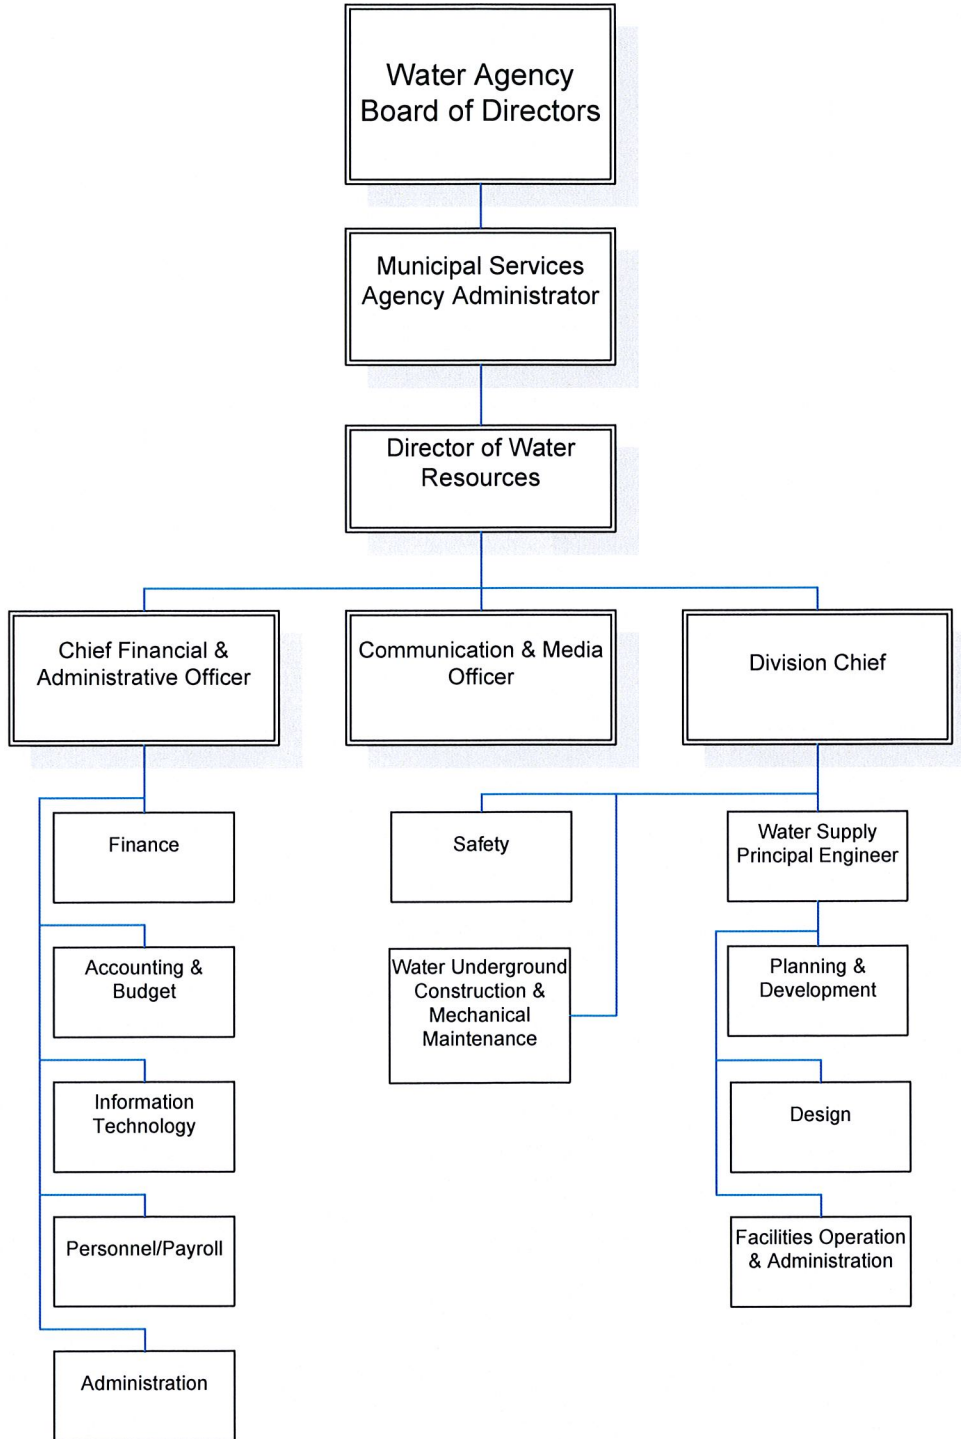 Water Agency
Board of Directors
Municipal Services
Agency Administrator
Director of Water
Resources
Chief Financial &
Administrative Officer
Communication & Media
Officer
Division Chief
Finance
Safety
Water Supply
Principal Engineer
Accounting &
Budget
Water Underground
Construction &
Mechanical
Maintenance
Planning &
Development
Information
Technology
Design
Personnel/Payroll
Facilities Operation
& Administration
Administration